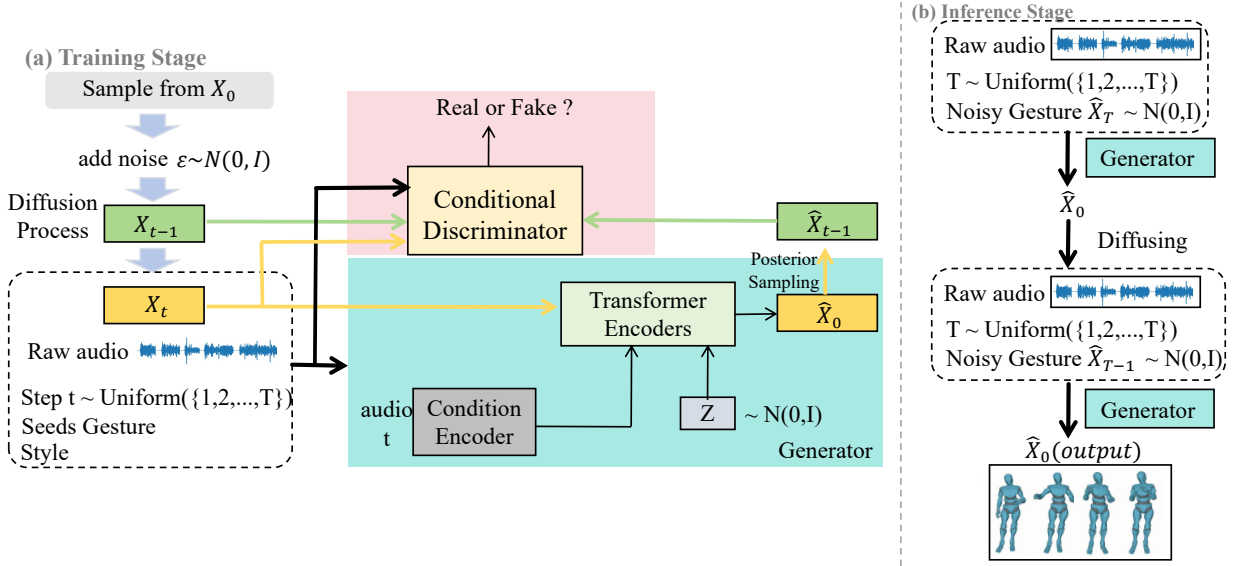 (a) Training Stage
Sample from X₀
add noise ε~N(0, I)
Diffusion
Process
X_{t−1}
X_t
Raw audio
Step t ~ Uniform({1,2,...,T})
Seeds Gesture
Style
Real or Fake ?
Conditional
Discriminator
X̂_{t−1}
Posterior
Sampling
Transformer
Encoders
X̂₀
audio
t
Condition
Encoder
Z
~ N(0,I)
Generator
(b) Inference Stage
Raw audio
T ~ Uniform({1,2,...,T})
Noisy Gesture X̂_T ~ N(0,I)
Generator
X̂₀
Diffusing
Raw audio
T ~ Uniform({1,2,...,T})
Noisy Gesture X̂_{T−1} ~ N(0,I)
Generator
X̂₀(output)